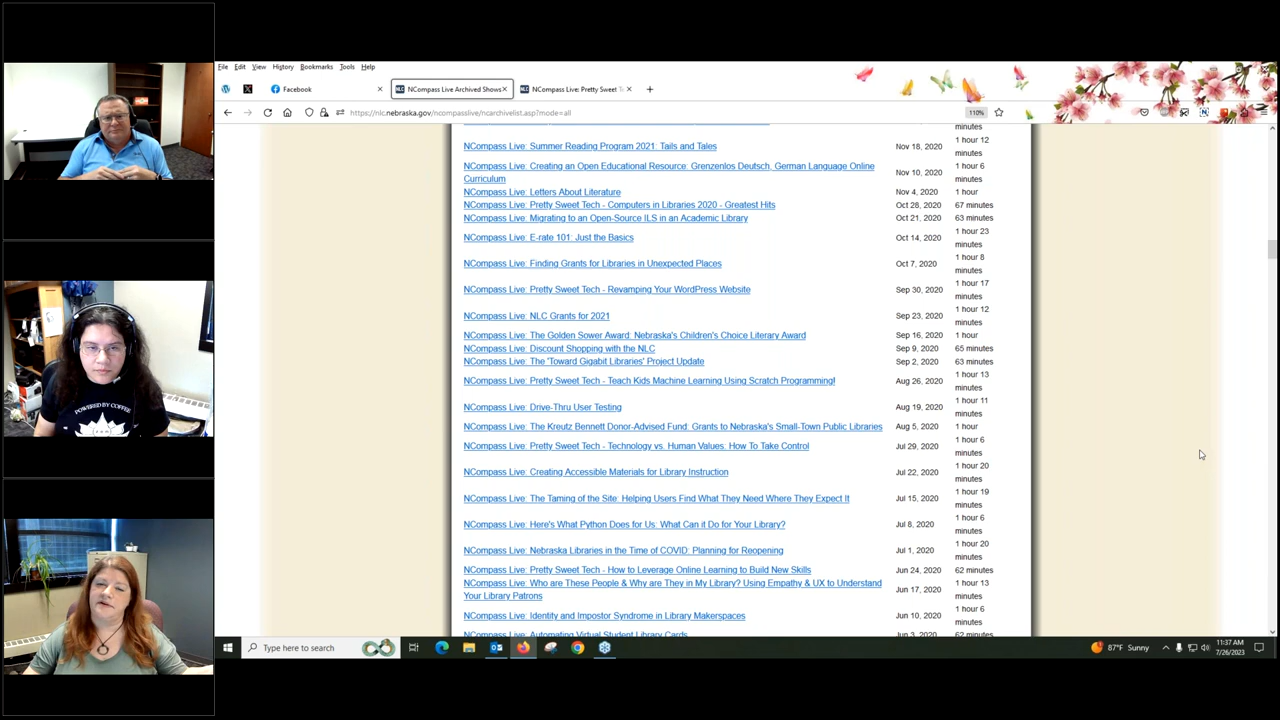 File Edit View History Bookmarks Tools Help
Facebook
NCompass Live Archived Shows
NCompass Live: Pretty Sweet Te
https://nlc.nebraska.gov/ncompasslive/ncarchivelist.asp?mode=all
110%
minutes
NCompass Live: Summer Reading Program 2021: Tails and Tales Nov 18, 2020 1 hour 12
minutes
NCompass Live: Creating an Open Educational Resource: Grenzenlos Deutsch, German Language Online
Curriculum Nov 10, 2020 1 hour 6
minutes
NCompass Live: Letters About Literature Nov 4, 2020 1 hour
NCompass Live: Pretty Sweet Tech - Computers in Libraries 2020 - Greatest Hits Oct 28, 2020 67 minutes
NCompass Live: Migrating to an Open-Source ILS in an Academic Library Oct 21, 2020 63 minutes
NCompass Live: E-rate 101: Just the Basics Oct 14, 2020 1 hour 23
minutes
NCompass Live: Finding Grants for Libraries in Unexpected Places Oct 7, 2020 1 hour 8
minutes
NCompass Live: Pretty Sweet Tech - Revamping Your WordPress Website Sep 30, 2020 1 hour 17
minutes
NCompass Live: NLC Grants for 2021 Sep 23, 2020 1 hour 12
minutes
NCompass Live: The Golden Sower Award: Nebraska's Children's Choice Literary Award Sep 16, 2020 1 hour
NCompass Live: Discount Shopping with the NLC Sep 9, 2020 65 minutes
NCompass Live: The 'Toward Gigabit Libraries' Project Update Sep 2, 2020 63 minutes
NCompass Live: Pretty Sweet Tech - Teach Kids Machine Learning Using Scratch Programming! Aug 26, 2020 1 hour 13
minutes
NCompass Live: Drive-Thru User Testing Aug 19, 2020 1 hour 11
minutes
NCompass Live: The Kreutz Bennett Donor-Advised Fund: Grants to Nebraska's Small-Town Public Libraries Aug 5, 2020 1 hour
NCompass Live: Pretty Sweet Tech - Technology vs. Human Values: How To Take Control Jul 29, 2020 1 hour 6
minutes
NCompass Live: Creating Accessible Materials for Library Instruction Jul 22, 2020 1 hour 20
minutes
NCompass Live: The Taming of the Site: Helping Users Find What They Need Where They Expect It Jul 15, 2020 1 hour 19
minutes
NCompass Live: Here's What Python Does for Us: What Can it Do for Your Library? Jul 8, 2020 1 hour 6
minutes
NCompass Live: Nebraska Libraries in the Time of COVID: Planning for Reopening Jul 1, 2020 1 hour 20
minutes
NCompass Live: Pretty Sweet Tech - How to Leverage Online Learning to Build New Skills Jun 24, 2020 62 minutes
NCompass Live: Who are These People & Why are They in My Library? Using Empathy & UX to Understand
Your Library Patrons Jun 17, 2020 1 hour 13
minutes
NCompass Live: Identity and Impostor Syndrome in Library Makerspaces Jun 10, 2020 1 hour 6
minutes
NCompass Live: Automating Virtual Student Library Cards Jun 3, 2020 62 minutes
POWERED BY COFFEE
Type here to search
87°F Sunny
11:37 AM
7/26/2023